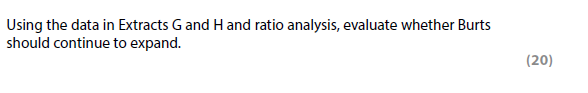 Using the data in Extracts G and H and ratio analysis, evaluate whether Burts
should continue to expand.
(20)